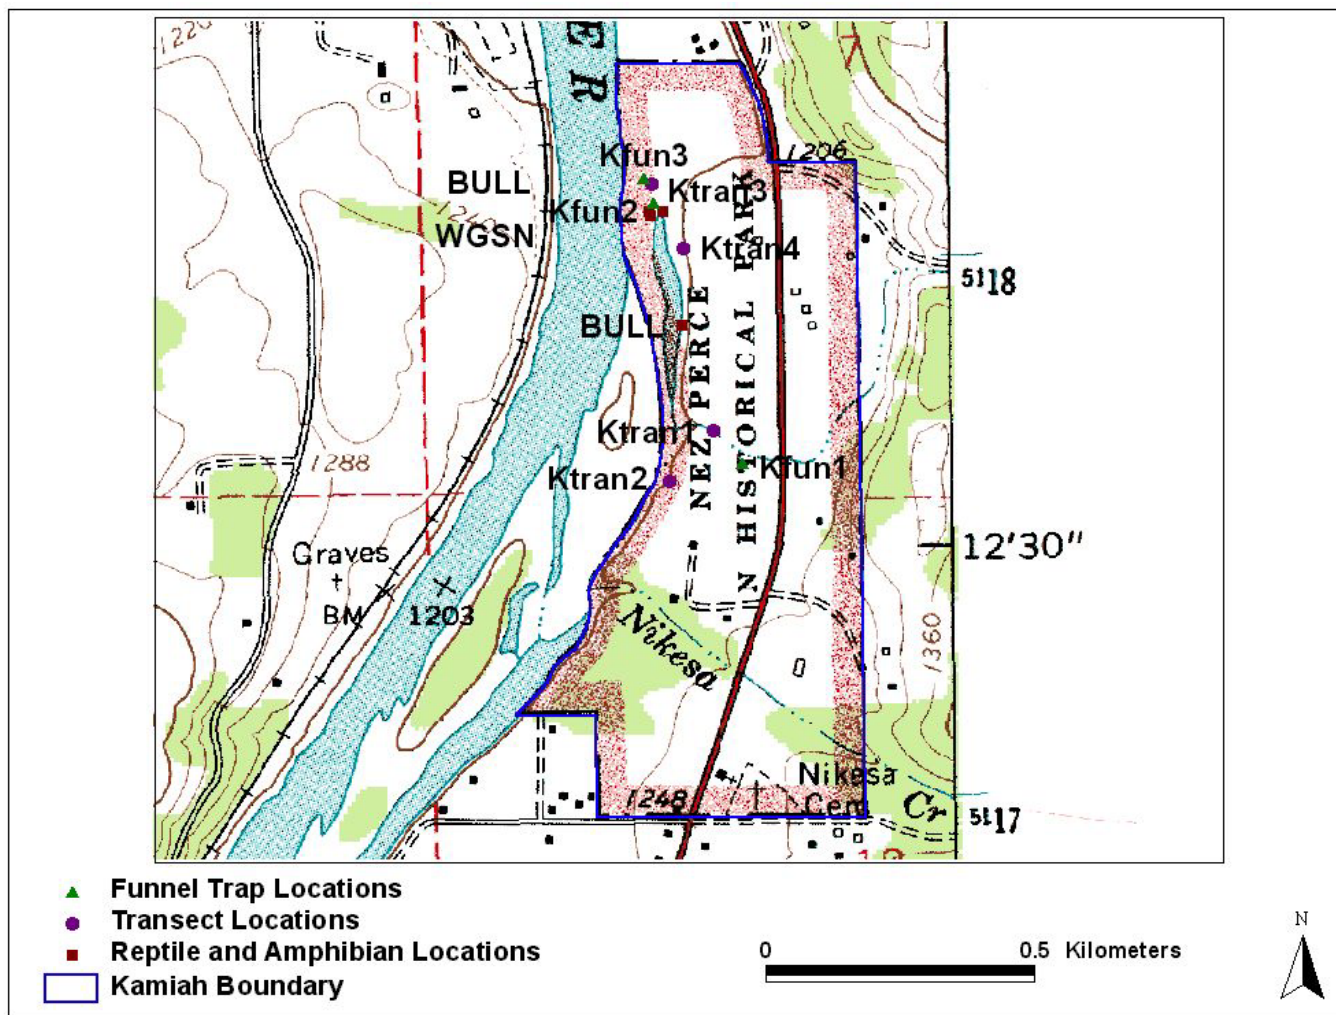 1220
E R
1206
Kfun3
BULL
Ktran3
1240
Kfun2
WGSN
Ktran4
5118
BULL
NEZ PERCE
N HISTORICAL PARK
Ktran1
1288
Kfun1
Ktran2
Graves
12'30"
BM
1203
Nikesa
1360
Nikesa
1248
Cem
Cr
5117
Funnel Trap Locations
Transect Locations
Reptile and Amphibian Locations
Kamiah Boundary
0 0.5 Kilometers
N